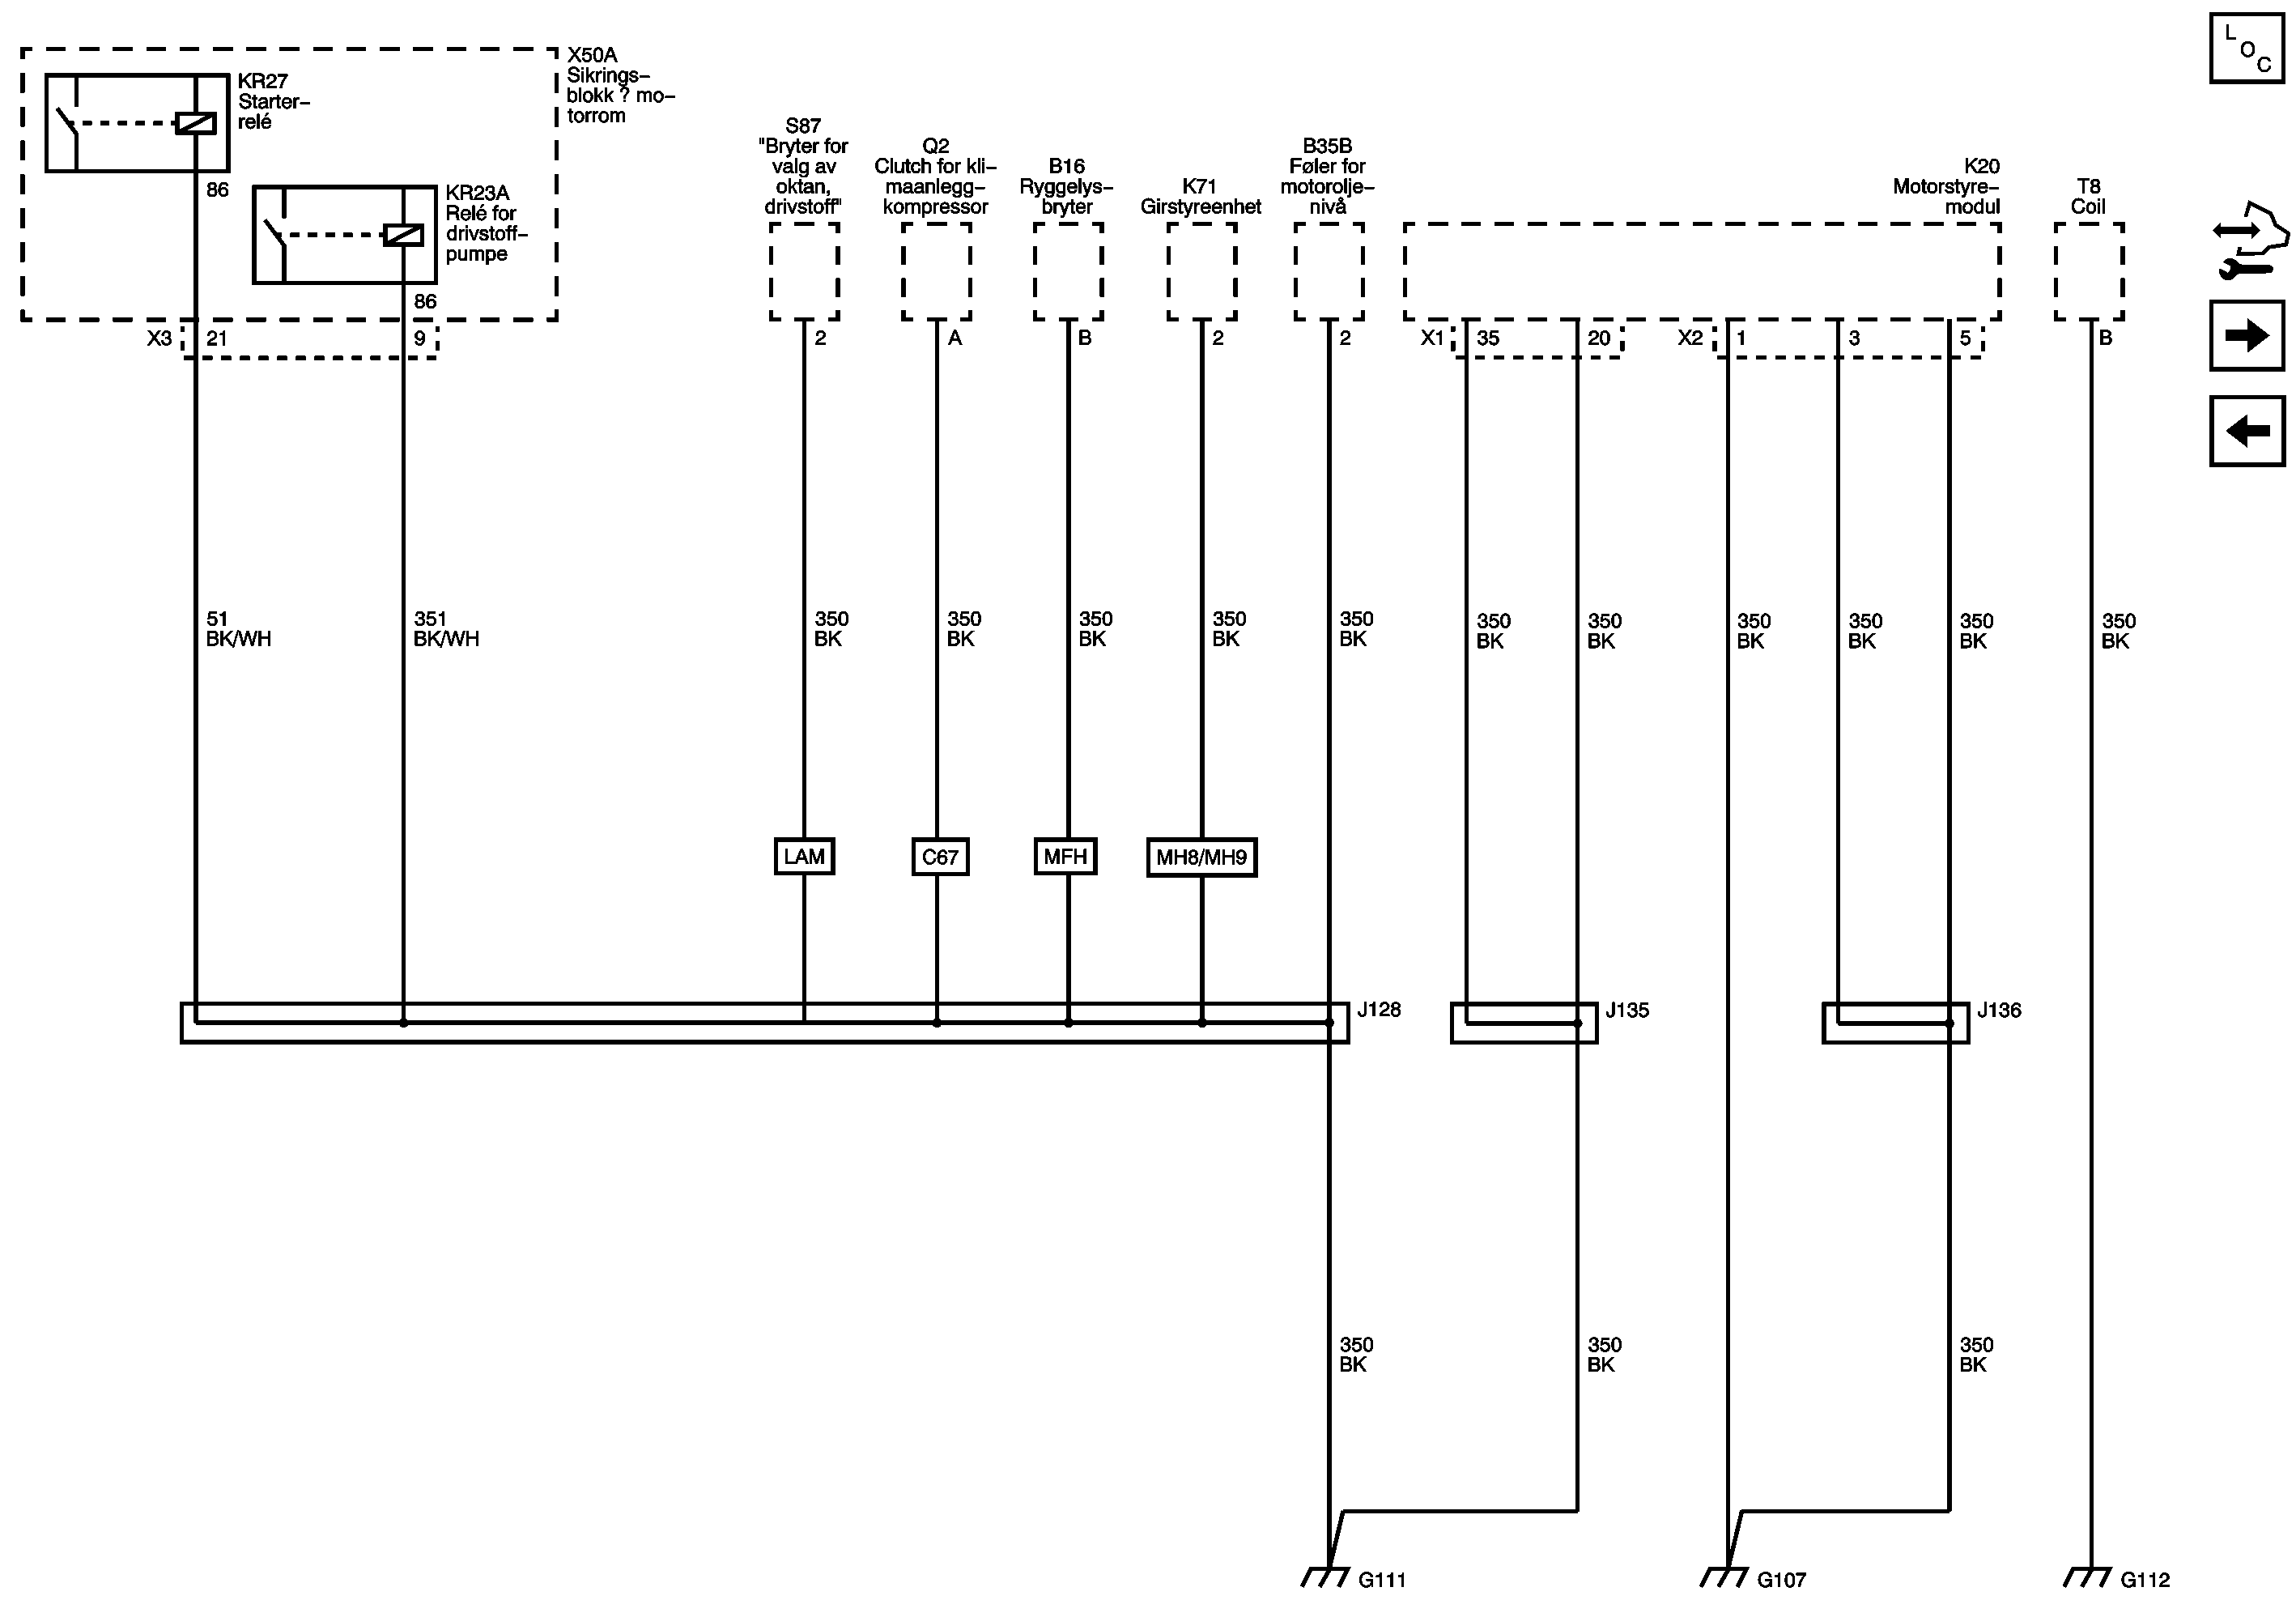 X50A
Sikrings–
blokk ? mo–
torrom
KR27
Starter–
relé
86
KR23A
Relé for
drivstoff–
pumpe
86
S87
"Bryter for
valg av
oktan,
drivstoff"
Q2
Clutch for kli–
maanlegg–
kompressor
B16
Ryggelys–
bryter
K71
Girstyreenhet
B35B
Føler for
motorolje–
nivå
K20
Motorstyre–
modul
T8
Coil
L
O
C
X3 21 9 2 A B 2 2 X1 35 20 X2 1 3 5 B
51
BK/WH
351
BK/WH
350
BK
350
BK
350
BK
350
BK
350
BK
350
BK
350
BK
350
BK
350
BK
350
BK
350
BK
LAM C67 MFH MH8/MH9
J128 J135 J136
350
BK
350
BK
350
BK
G111 G107 G112